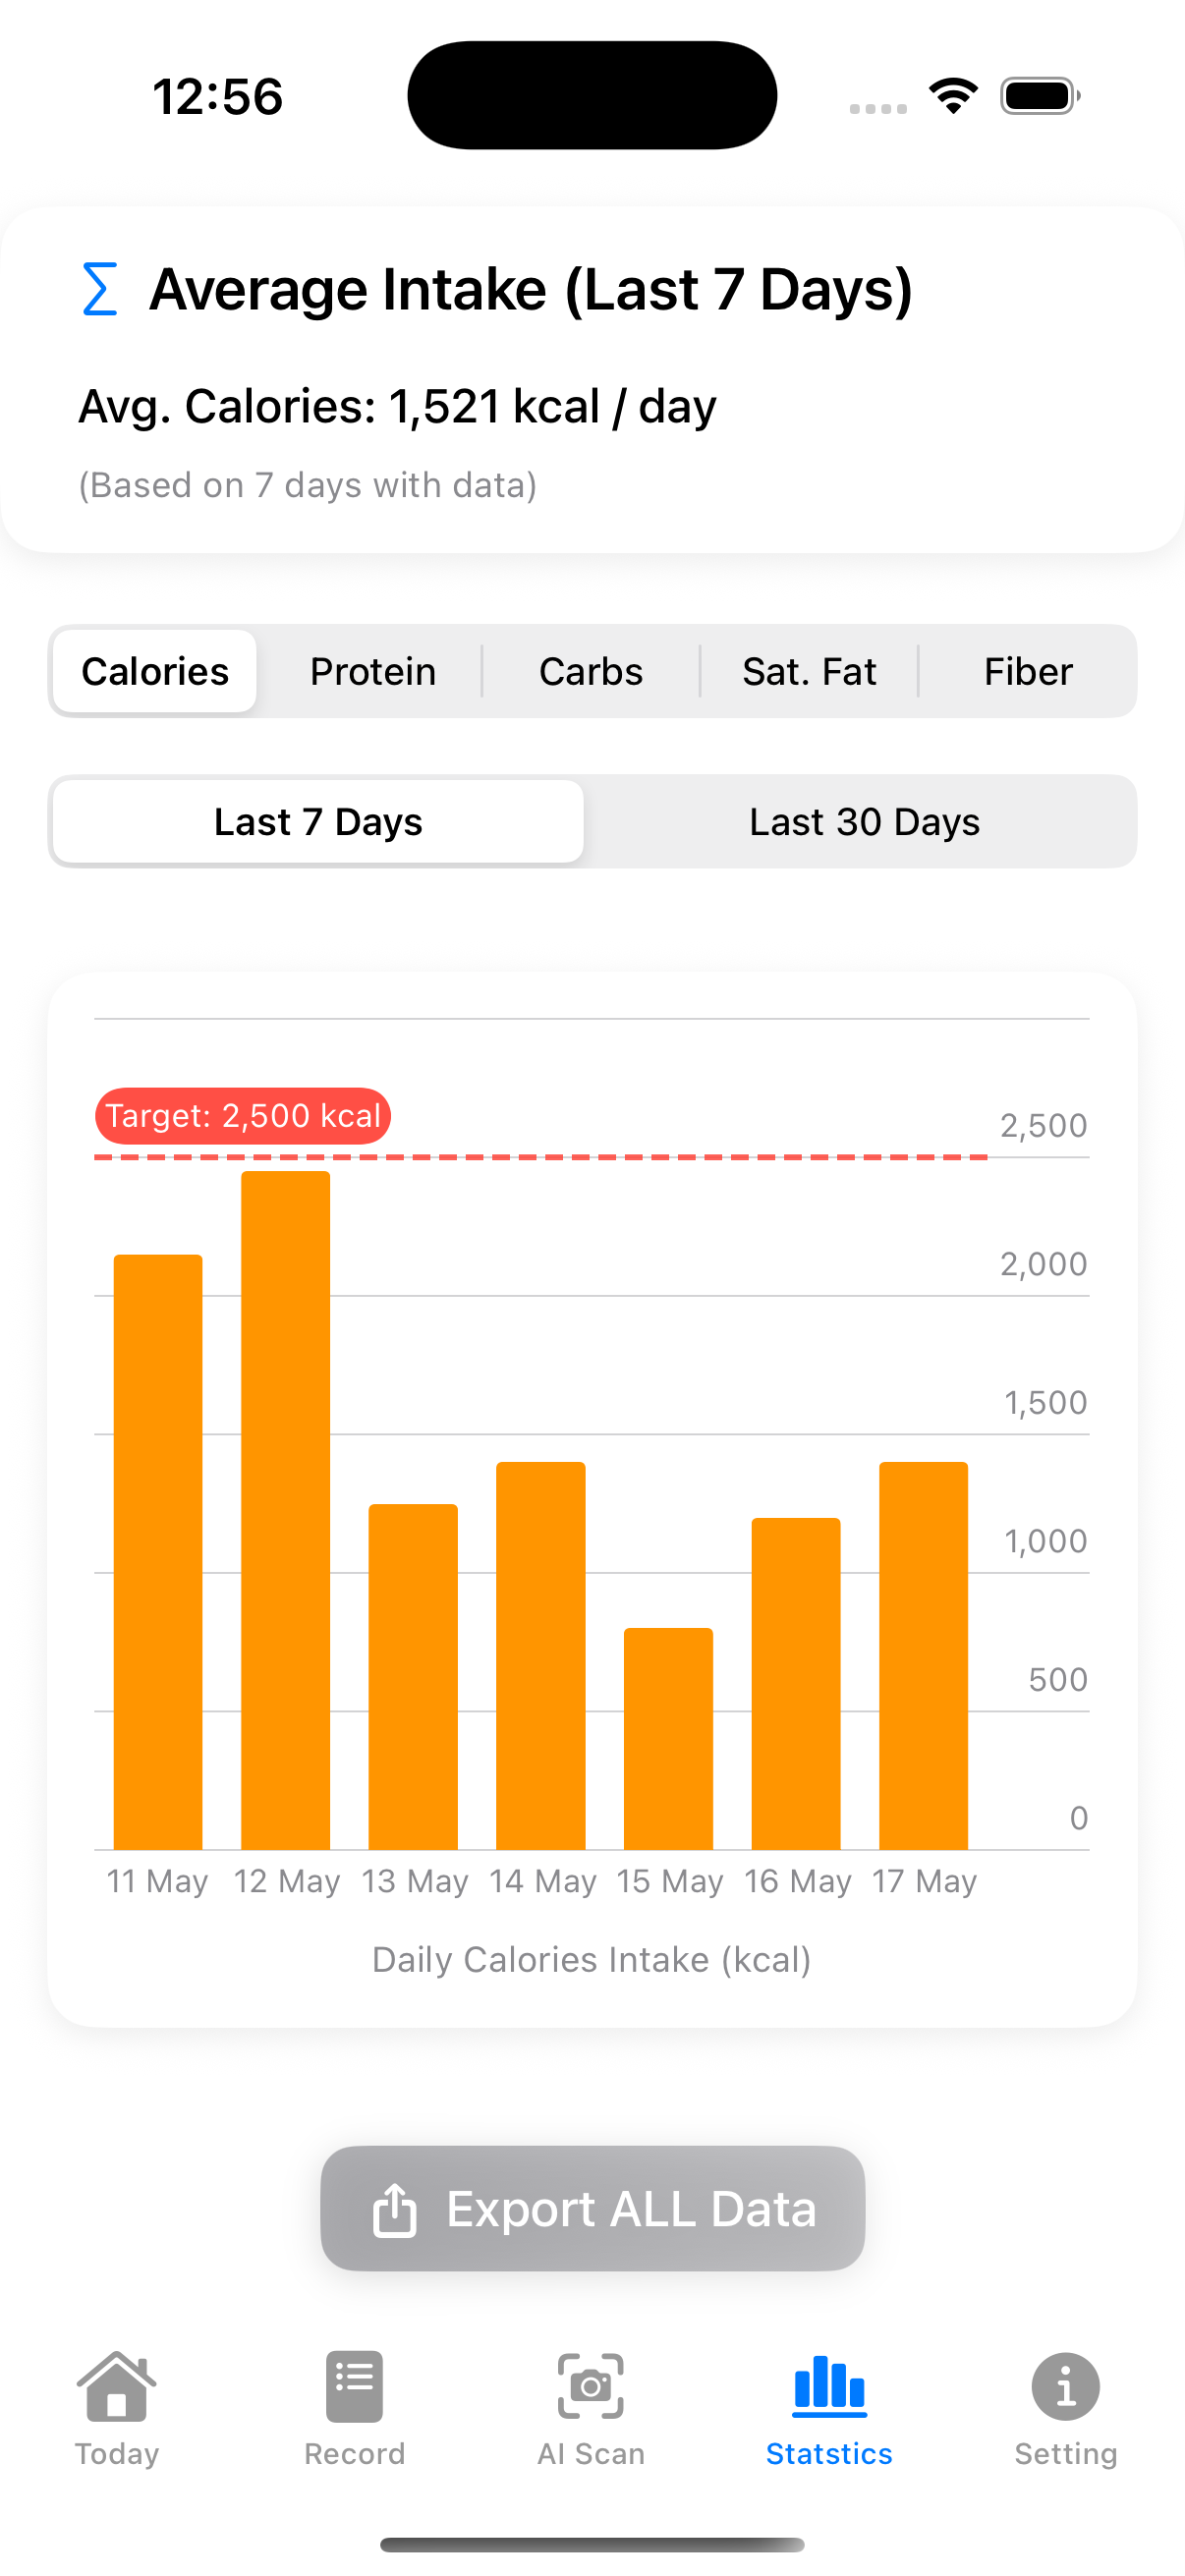 12:56
Average Intake (Last 7 Days)
Avg. Calories: 1,521 kcal / day
(Based on 7 days with data)
Calories Protein Carbs Sat. Fat Fiber
Last 7 Days Last 30 Days
Target: 2,500 kcal
2,500
2,000
1,500
1,000
500
0
11 May 12 May 13 May 14 May 15 May 16 May 17 May
Daily Calories Intake (kcal)
Export ALL Data
Today Record AI Scan Statstics Setting